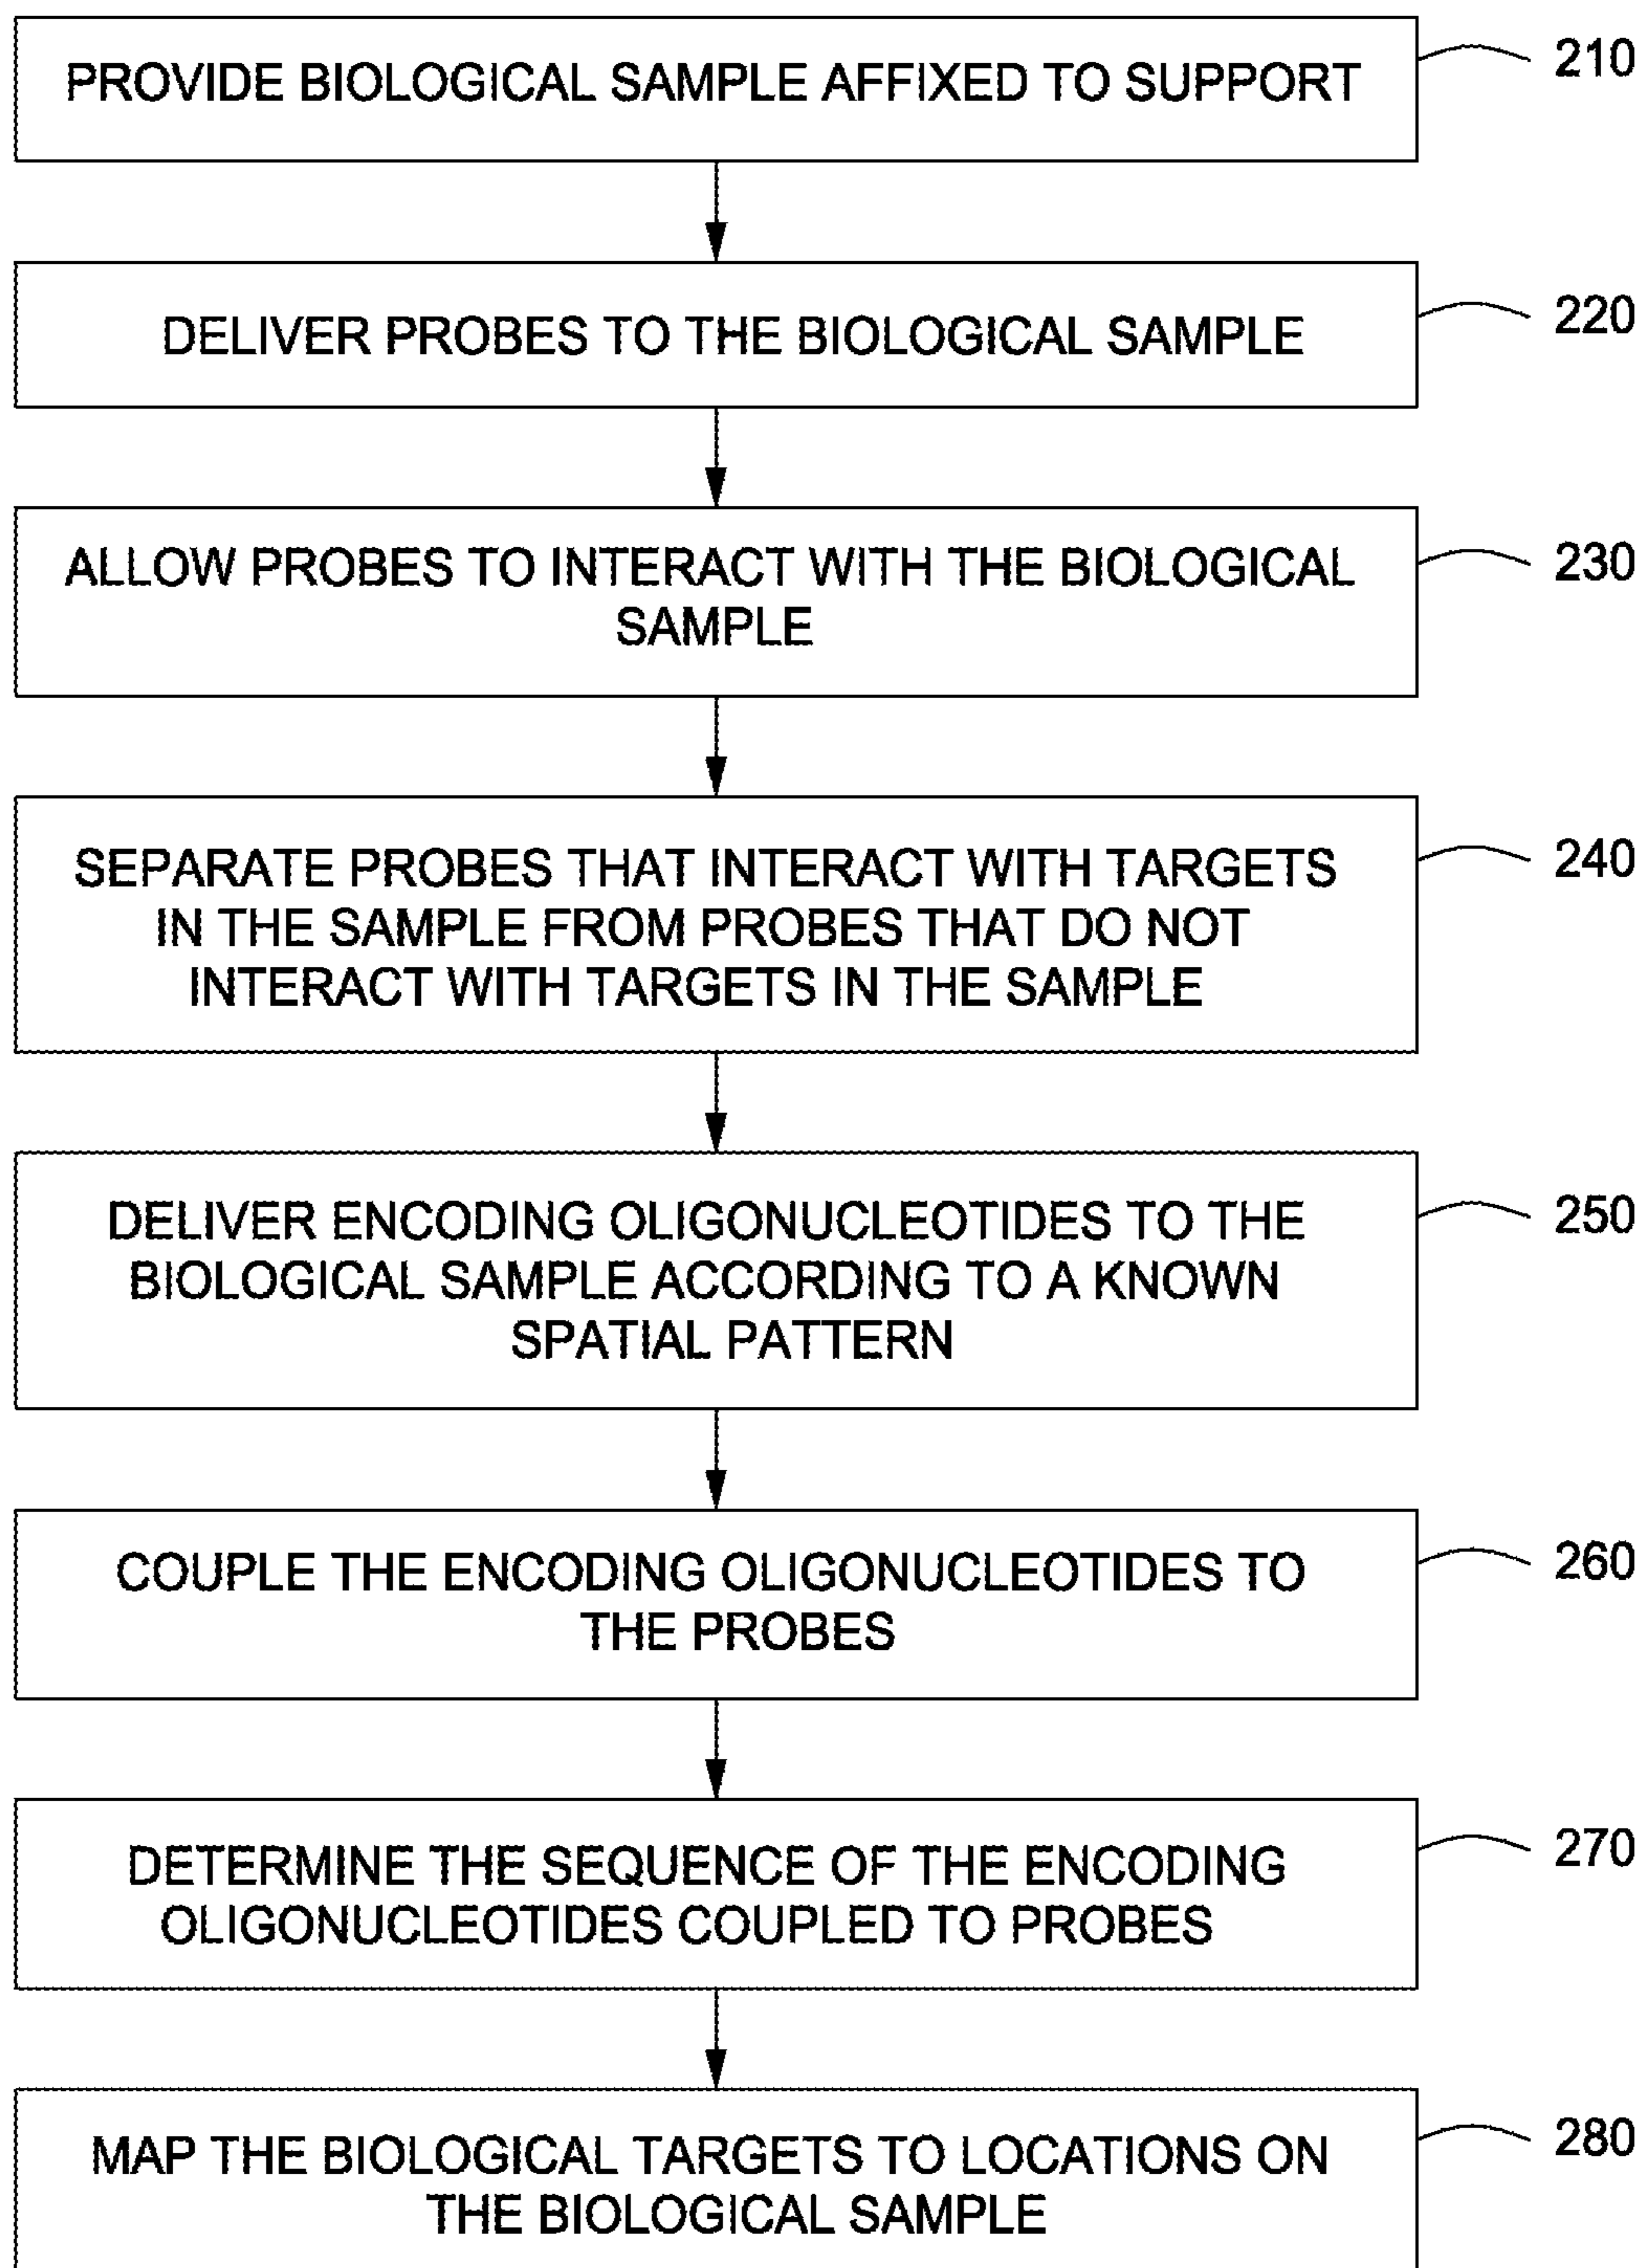 PROVIDE BIOLOGICAL SAMPLE AFFIXED TO SUPPORT
210
DELIVER PROBES TO THE BIOLOGICAL SAMPLE
220
ALLOW PROBES TO INTERACT WITH THE BIOLOGICAL
SAMPLE
230
SEPARATE PROBES THAT INTERACT WITH TARGETS
IN THE SAMPLE FROM PROBES THAT DO NOT
INTERACT WITH TARGETS IN THE SAMPLE
240
DELIVER ENCODING OLIGONUCLEOTIDES TO THE
BIOLOGICAL SAMPLE ACCORDING TO A KNOWN
SPATIAL PATTERN
250
COUPLE THE ENCODING OLIGONUCLEOTIDES TO
THE PROBES
260
DETERMINE THE SEQUENCE OF THE ENCODING
OLIGONUCLEOTIDES COUPLED TO PROBES
270
MAP THE BIOLOGICAL TARGETS TO LOCATIONS ON
THE BIOLOGICAL SAMPLE
280